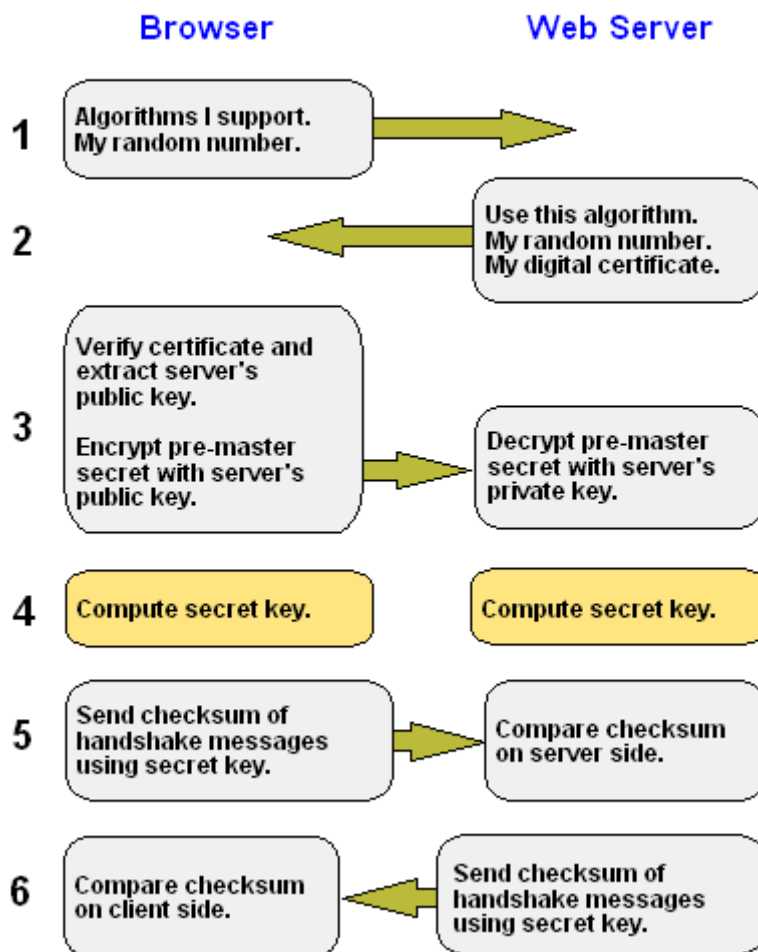 Browser
Web Server
1
Algorithms I support.
My random number.
2
Use this algorithm.
My random number.
My digital certificate.
3
Verify certificate and
extract server's
public key.
Encrypt pre-master
secret with server's
public key.
Decrypt pre-master
secret with server's
private key.
4
Compute secret key.
Compute secret key.
5
Send checksum of
handshake messages
using secret key.
Compare checksum
on server side.
6
Compare checksum
on client side.
Send checksum of
handshake messages
using secret key.